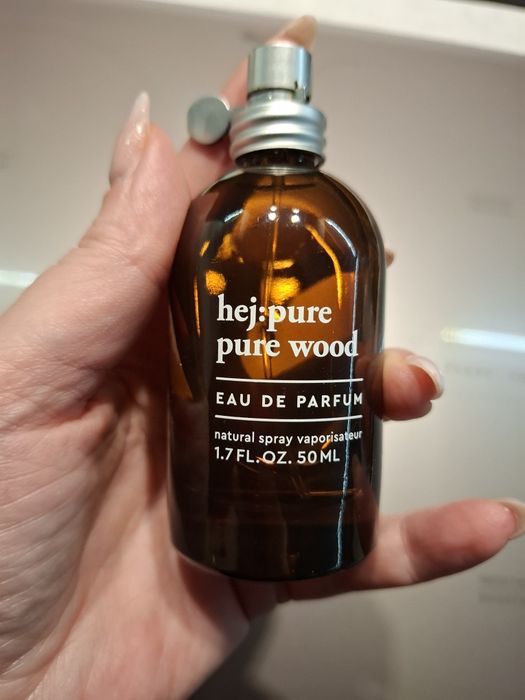 hej:pure
pure wood
EAU DE PARFUM
natural spray vaporisateur
1.7 FL. OZ. 50 ML